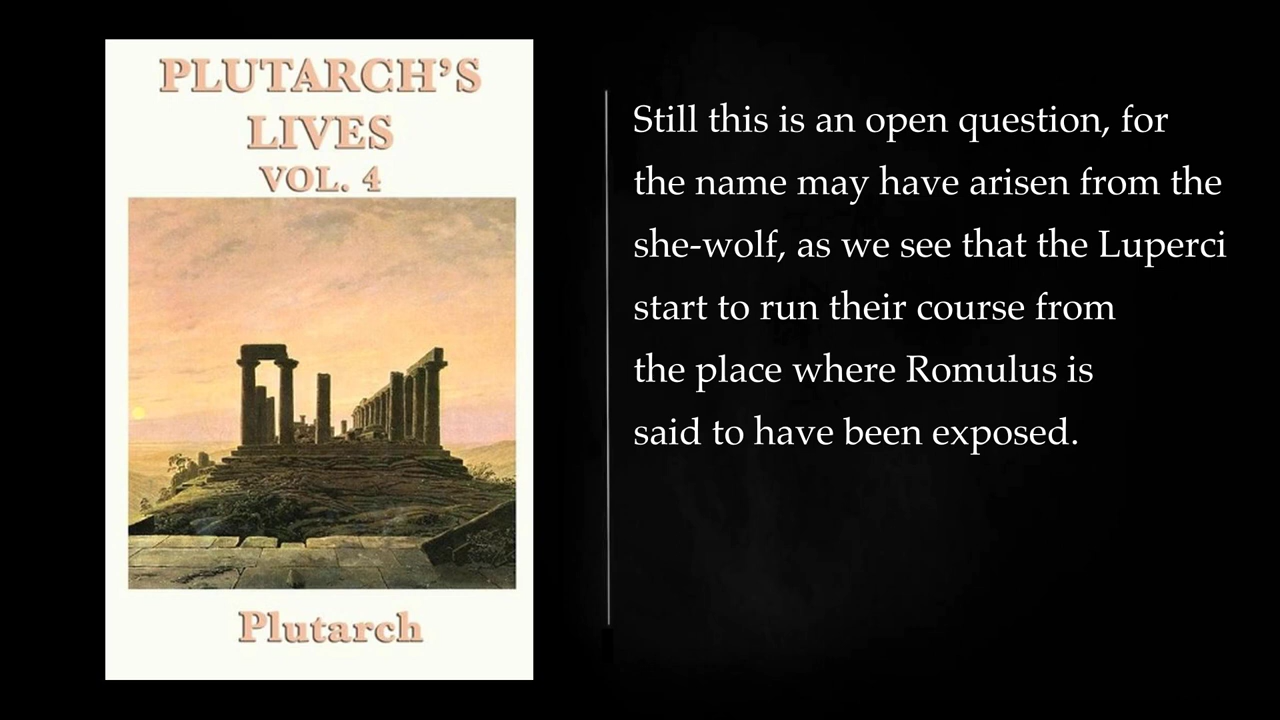 PLUTARCH'S
LIVES
VOL. 4
Plutarch
Still this is an open question, for
the name may have arisen from the
she-wolf, as we see that the Luperci
start to run their course from
the place where Romulus is
said to have been exposed.